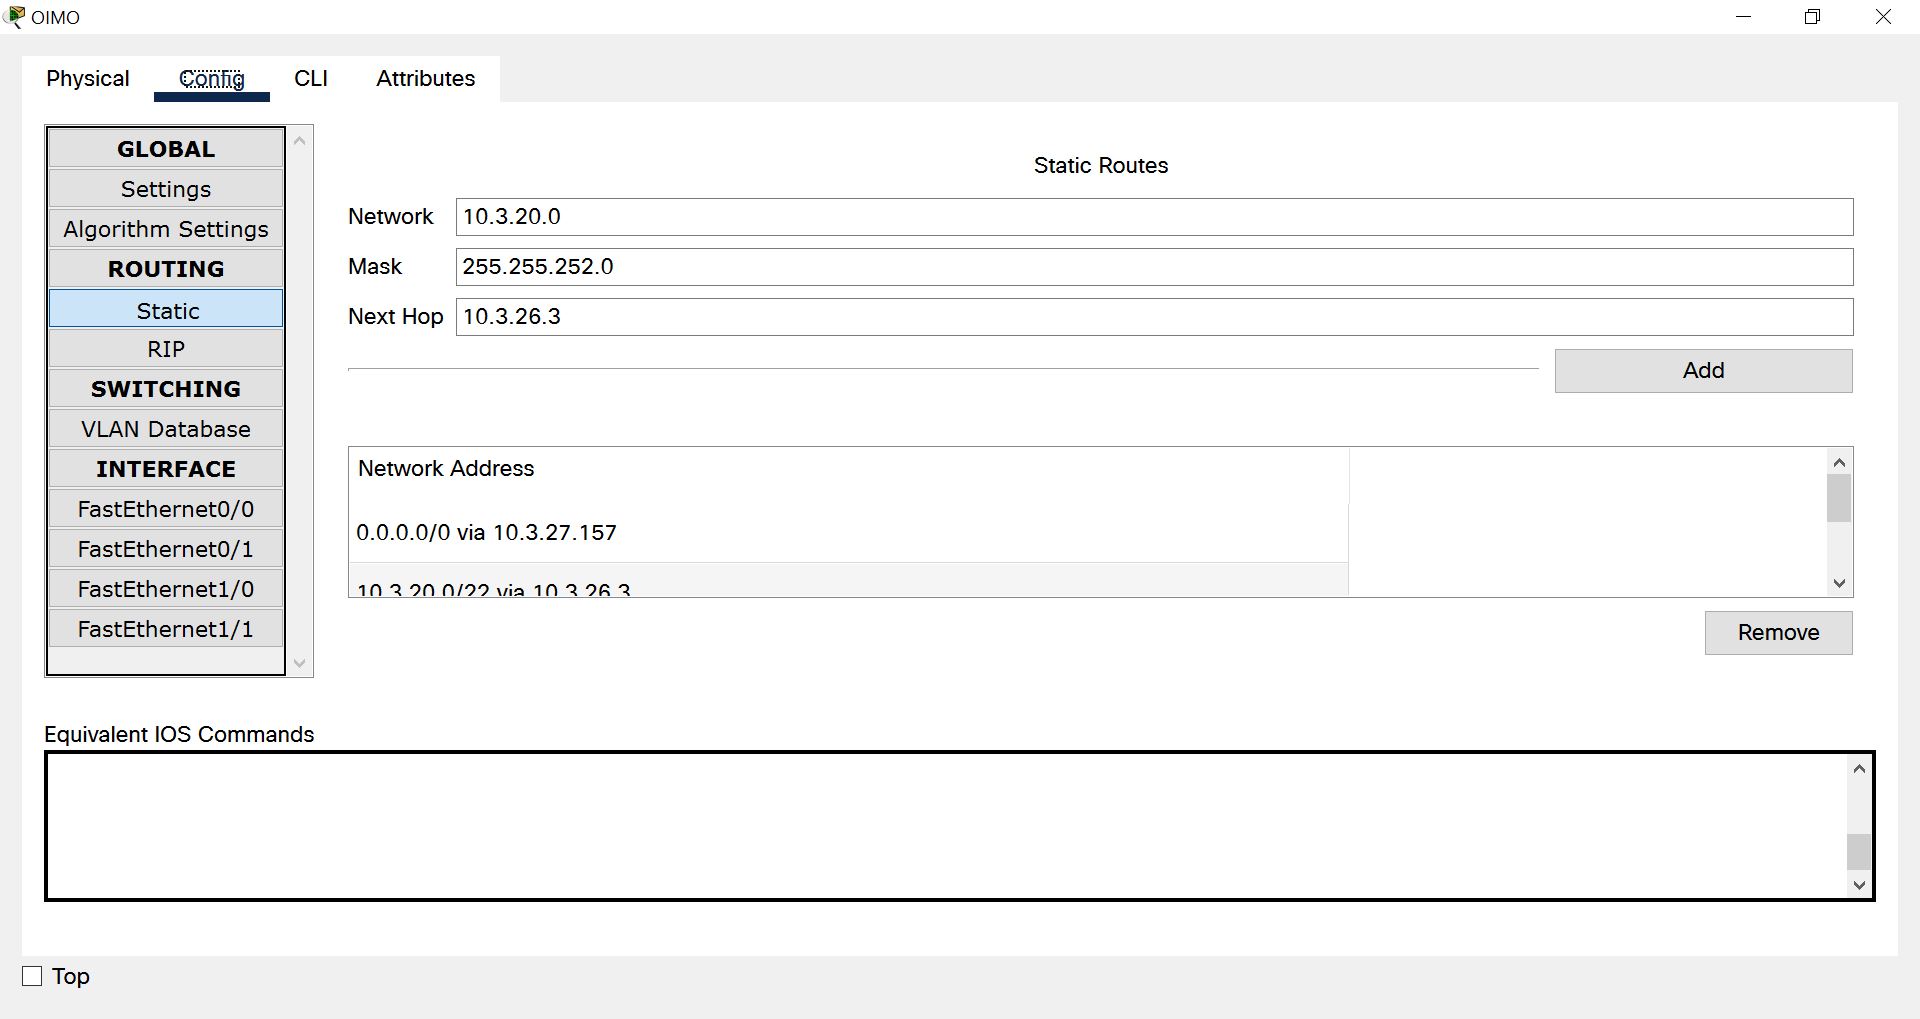 OIMO
Physical Config CLI Attributes
GLOBAL
Settings
Algorithm Settings
ROUTING
Static
RIP
SWITCHING
VLAN Database
INTERFACE
FastEthernet0/0
FastEthernet0/1
FastEthernet1/0
FastEthernet1/1
Static Routes
Network 10.3.20.0
Mask 255.255.252.0
Next Hop 10.3.26.3
Add
Network Address
0.0.0.0/0 via 10.3.27.157
10.3.20.0/22 via 10.3.26.3
Remove
Equivalent IOS Commands
Top